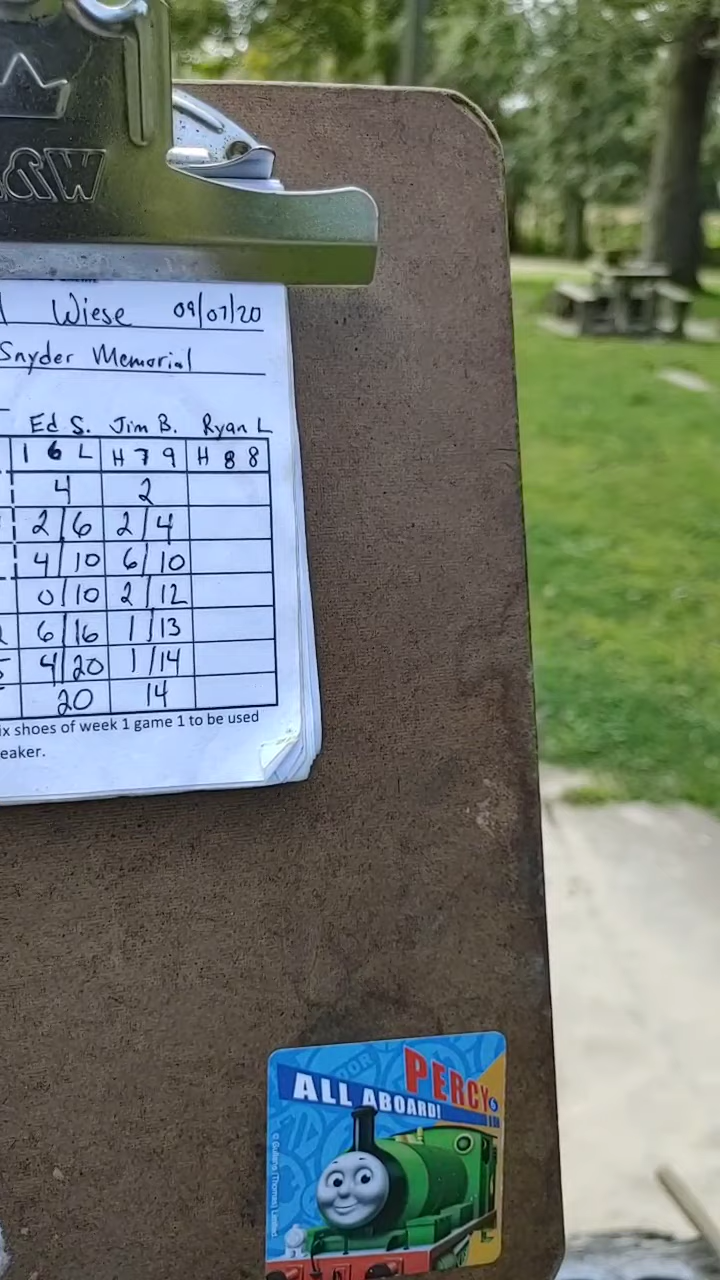 &W
Wiese 09/07/20
Snyder Memorial
Ed S. Jim B. Ryan L
1 6 L H 7 9 H 8 8
4 2
2/6 2/4
4/10 6/10
0/10 2/12
6/16 1/13
4/20 1/14
20 14
ix shoes of week 1 game 1 to be used
eaker.
PERCY 6
ALL ABOARD!